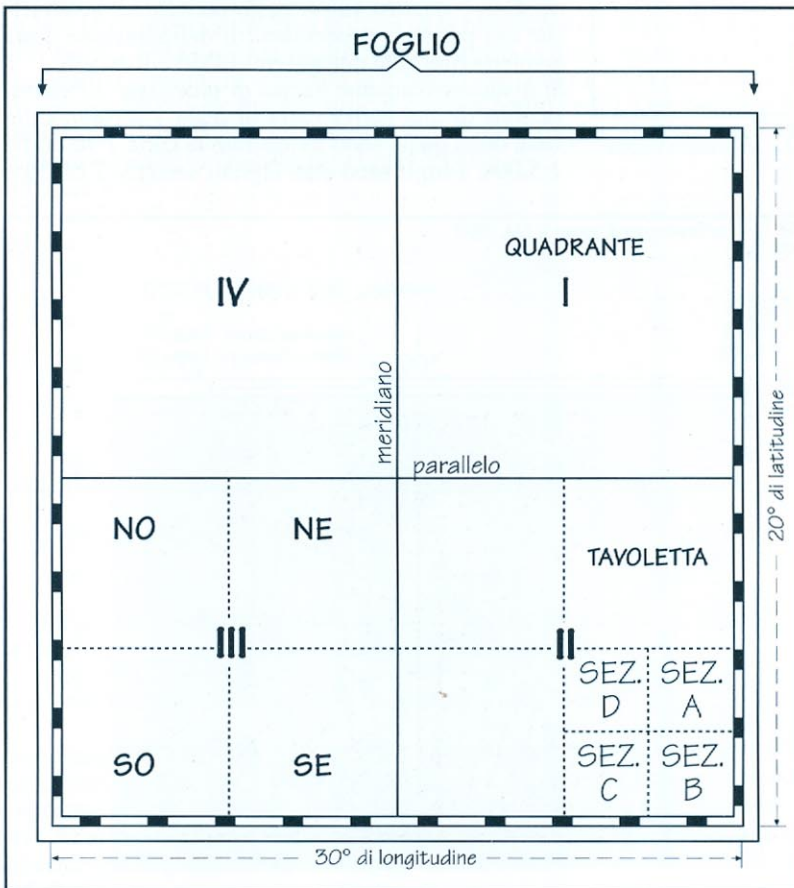 FOGLIO
QUADRANTE
IV
I
meridiano
parallelo
20° di latitudine
NO
NE
TAVOLETTA
III
II
SEZ.
D
SEZ.
A
SO
SE
SEZ.
C
SEZ.
B
30° di longitudine